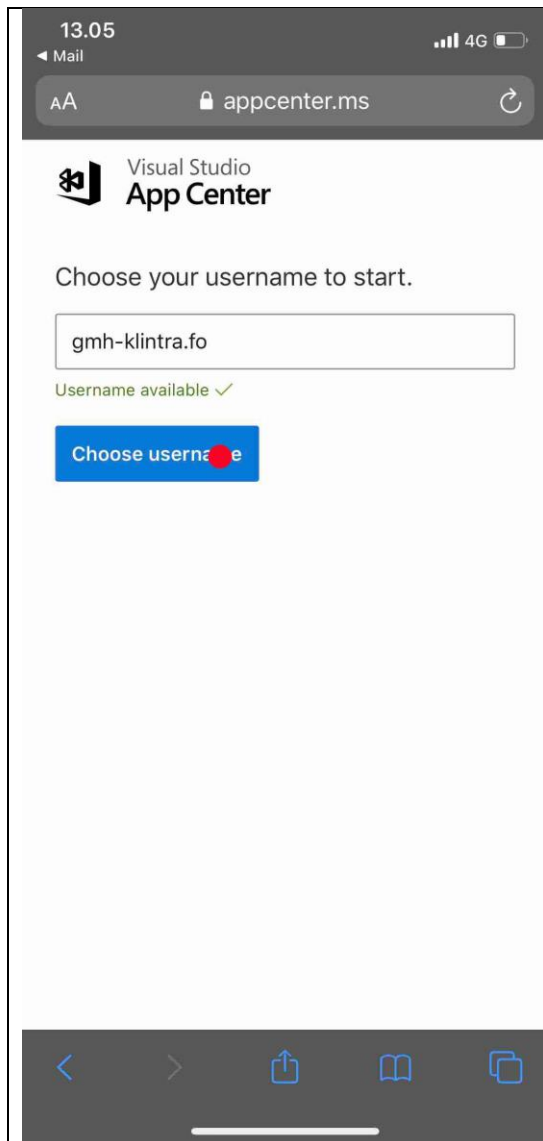 13.05
4G
◀ Mail
AA appcenter.ms
Visual Studio
App Center
Choose your username to start.
gmh-klintra.fo
Username available ✓
Choose username